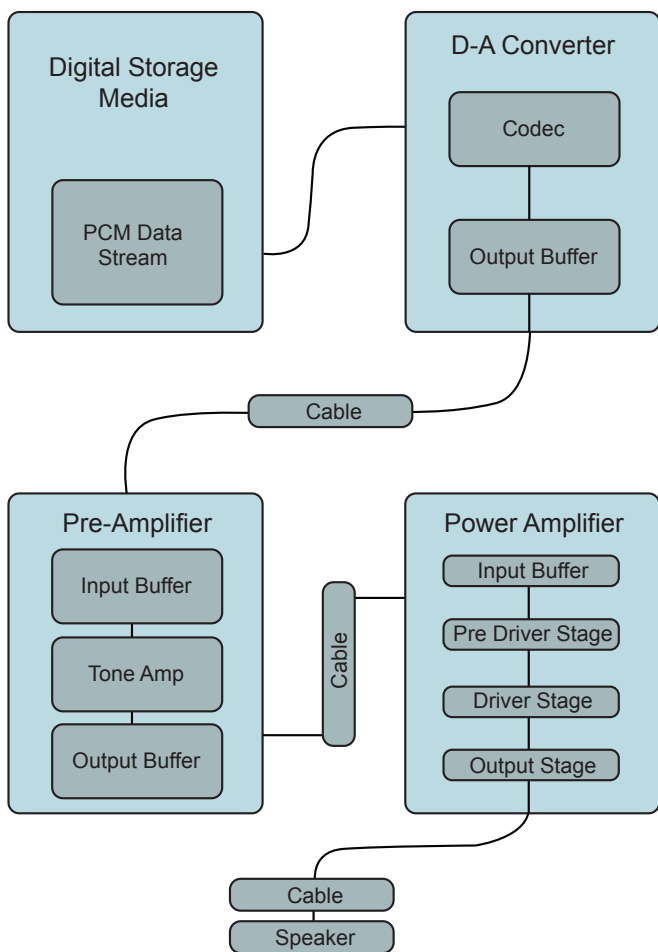 Digital Storage
Media
PCM Data
Stream
D-A Converter
Codec
Output Buffer
Cable
Pre-Amplifier
Input Buffer
Tone Amp
Output Buffer
Cable
Power Amplifier
Input Buffer
Pre Driver Stage
Driver Stage
Output Stage
Cable
Speaker